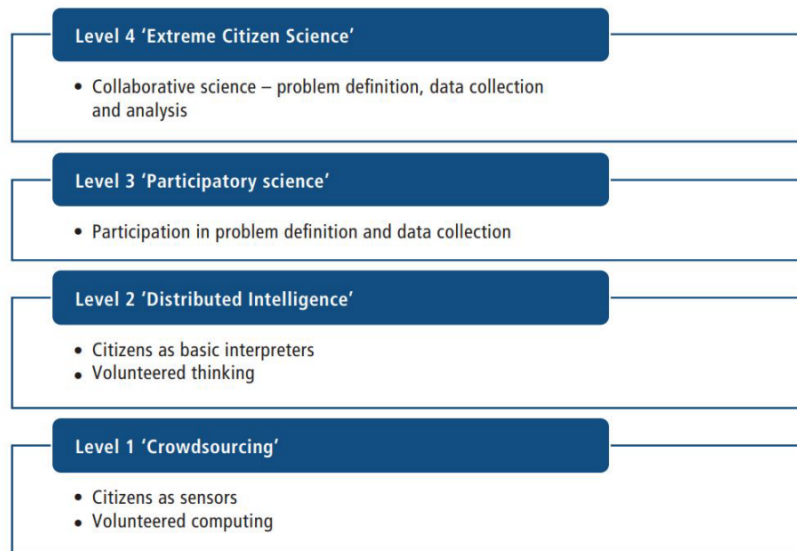 Level 4 ‘Extreme Citizen Science’
• Collaborative science – problem definition, data collection
and analysis
Level 3 ‘Participatory science’
• Participation in problem definition and data collection
Level 2 ‘Distributed Intelligence’
• Citizens as basic interpreters
• Volunteered thinking
Level 1 ‘Crowdsourcing’
• Citizens as sensors
• Volunteered computing